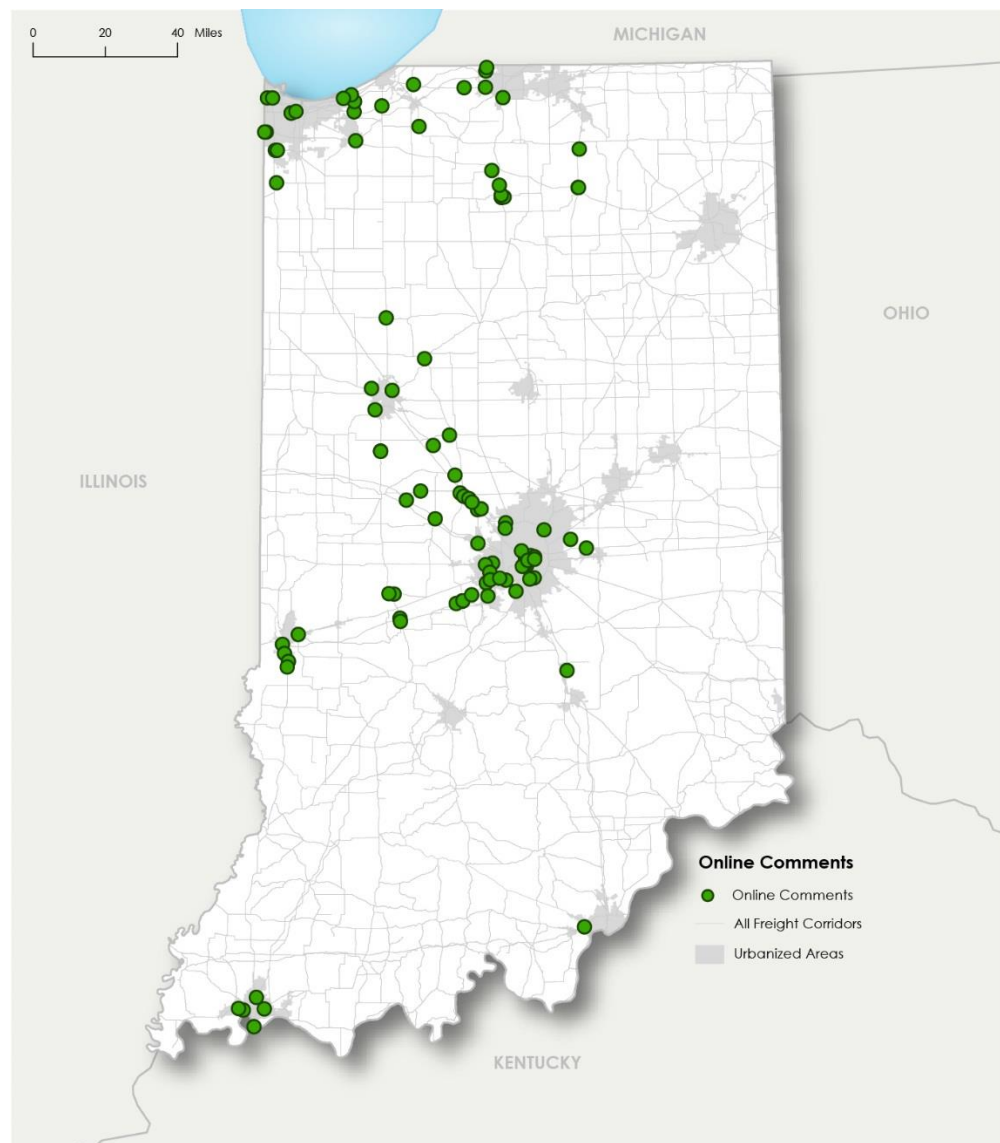 0 20 40 Miles
MICHIGAN
OHIO
ILLINOIS
Online Comments
Online Comments
All Freight Corridors
Urbanized Areas
KENTUCKY